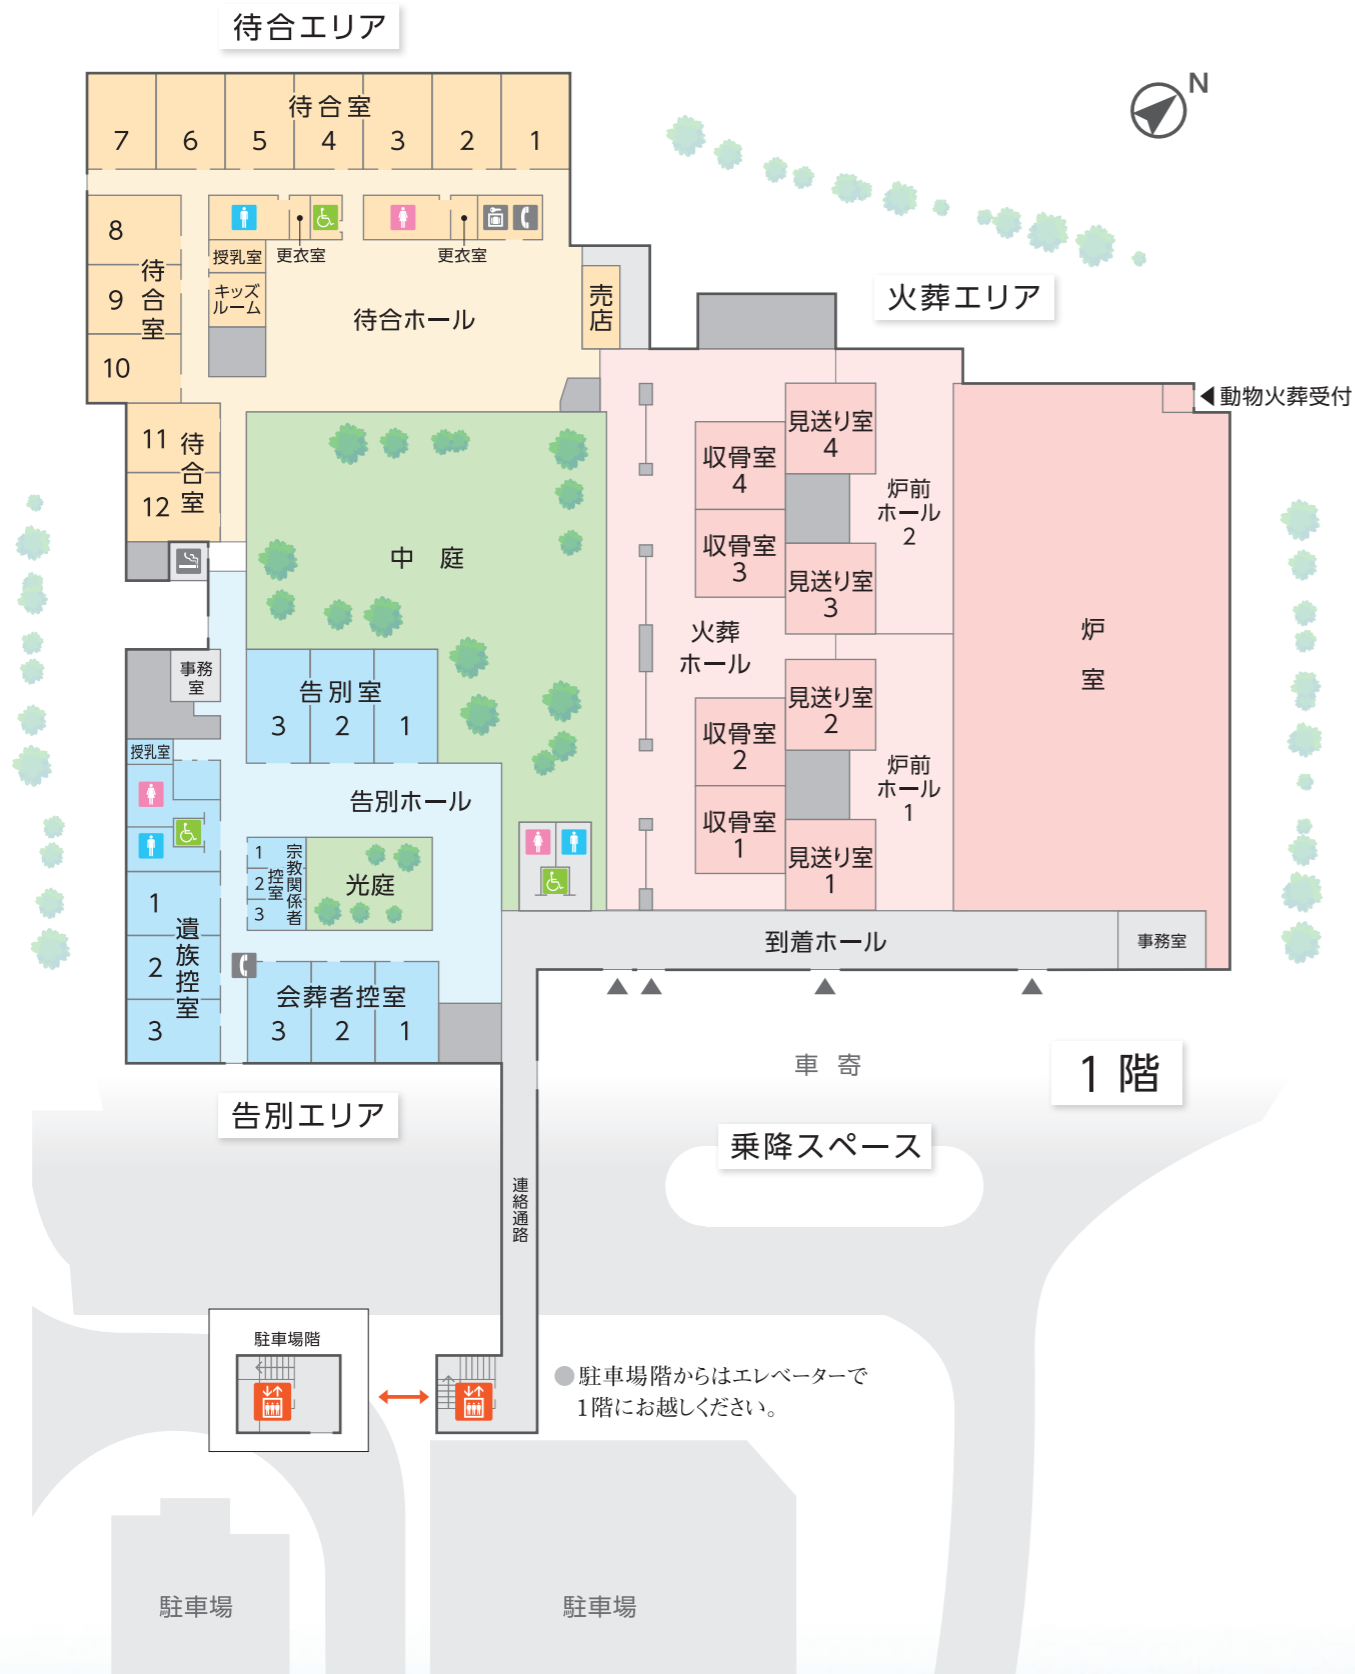 待合エリア
N
待合室
7
6
5
4
3
2
1
8
9
10
待合室
授乳室
更衣室
更衣室
キッズ
ルーム
待合ホール
売店
火葬エリア
動物火葬受付
11
12
待合室
中 庭
見送り室
4
収骨室
4
炉前
ホール
2
収骨室
3
見送り室
3
火葬
ホール
炉室
事務
室
告別室
3
2
1
見送り室
2
収骨室
2
炉前
ホール
1
授乳室
告別ホール
収骨室
1
見送り室
1
1
2
3
控室
宗教関係者
光庭
1
2
3
遺族控室
到着ホール
事務室
会葬者控室
3
2
1
車 寄
1 階
告別エリア
乗降スペース
連絡通路
駐車場階
駐車場階からはエレベーターで
1階にお越しください。
駐車場
駐車場